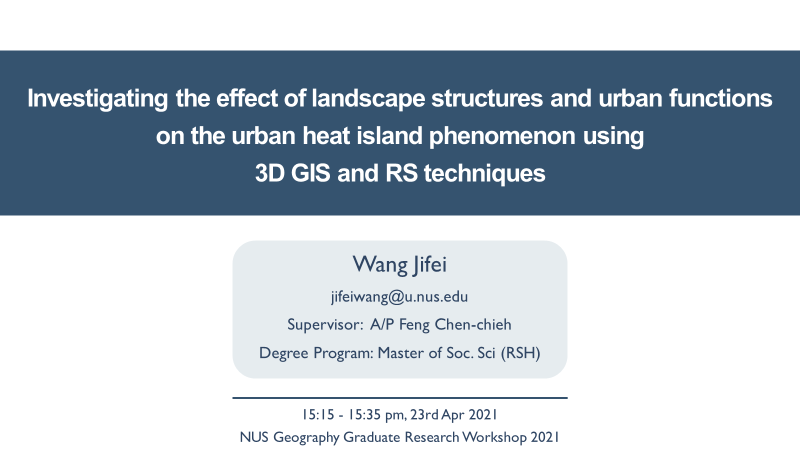 Investigating the effect of landscape structures and urban functions
on the urban heat island phenomenon using
3D GIS and RS techniques
Wang Jifei
jifeiwang@u.nus.edu
Supervisor: A/P Feng Chen-chieh
Degree Program: Master of Soc. Sci (RSH)
15:15 - 15:35 pm, 23rd Apr 2021
NUS Geography Graduate Research Workshop 2021